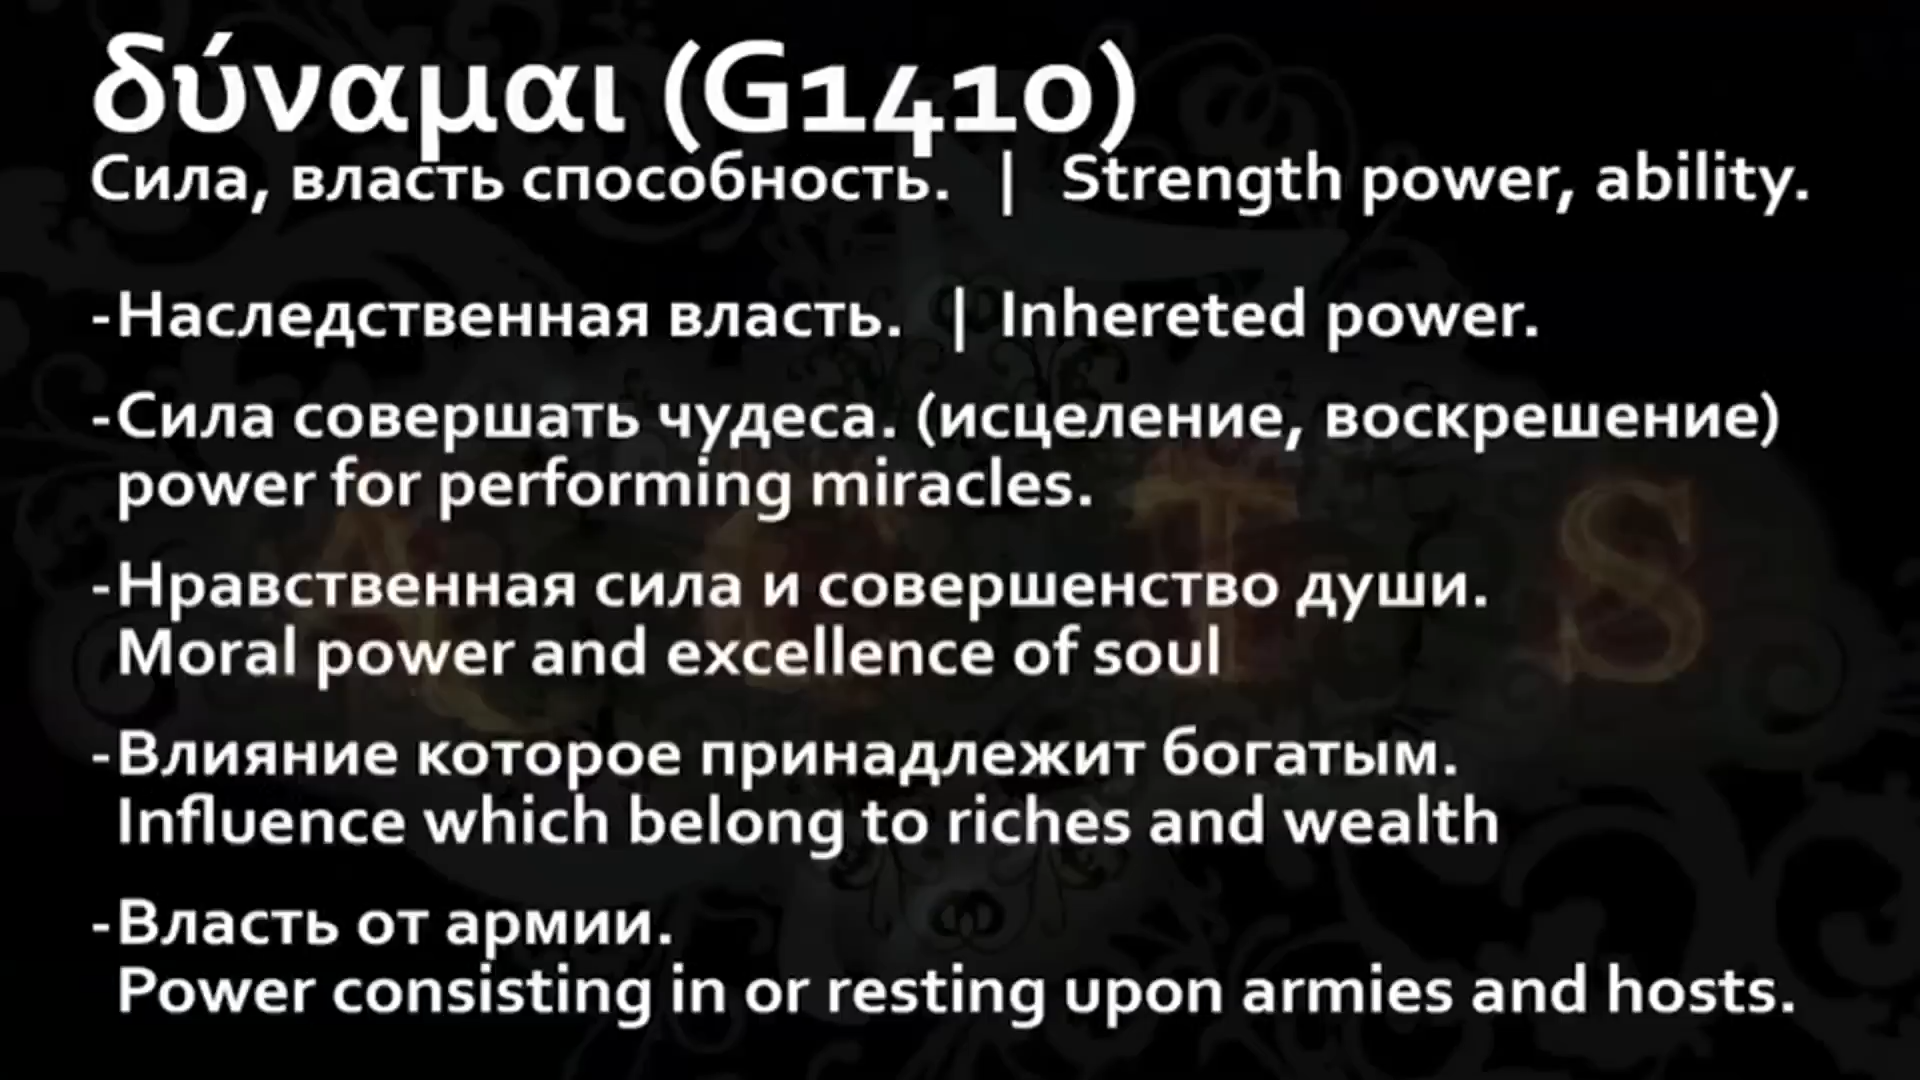 δύναμαι (G1410)
Сила, власть способность. | Strength power, ability.
-Наследственная власть. | Inhereted power.
-Сила совершать чудеса. (исцеление, воскрешение)
power for performing miracles.
-Нравственная сила и совершенство души.
Moral power and excellence of soul
-Влияние которое принадлежит богатым.
Influence which belong to riches and wealth
-Власть от армии.
Power consisting in or resting upon armies and hosts.
ACTS